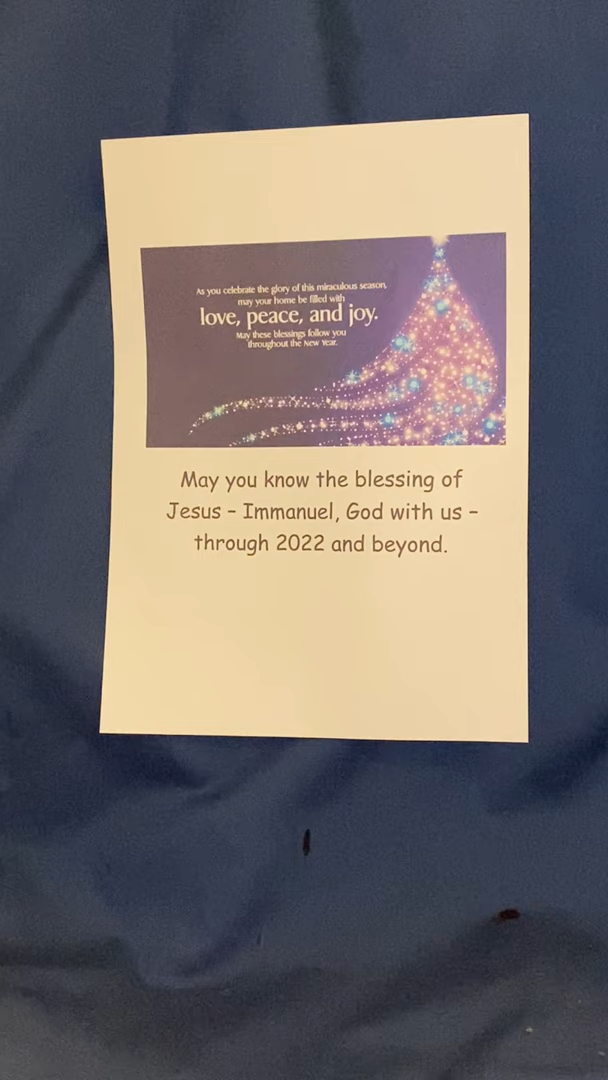 As you celebrate the glory of this miraculous season,
may your home be filled with
love, peace, and joy.
May these blessings follow you
throughout the New Year.
May you know the blessing of
Jesus – Immanuel, God with us –
through 2022 and beyond.